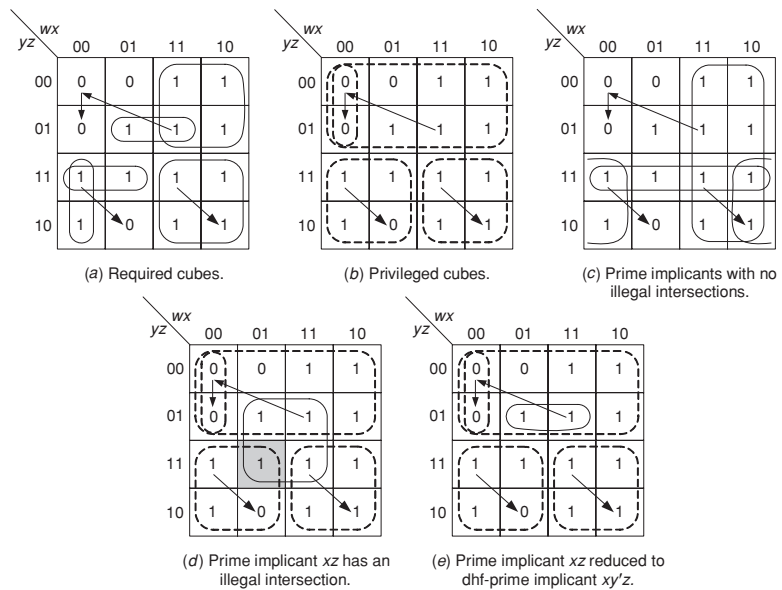 wx
yz
00 01 11 10
00 0 0 1 1
01 0 1 1 1
11 1 1 1 1
10 1 0 1 1
(a) Required cubes.
wx
yz
00 01 11 10
00 0 0 1 1
01 0 1 1 1
11 1 1 1 1
10 1 0 1 1
(b) Privileged cubes.
wx
yz
00 01 11 10
00 0 0 1 1
01 0 1 1 1
11 1 1 1 1
10 1 0 1 1
(c) Prime implicants with no
illegal intersections.
wx
yz
00 01 11 10
00 0 0 1 1
01 0 1 1 1
11 1 1 1 1
10 1 0 1 1
(d) Prime implicant xz has an
illegal intersection.
wx
yz
00 01 11 10
00 0 0 1 1
01 0 1 1 1
11 1 1 1 1
10 1 0 1 1
(e) Prime implicant xz reduced to
dhf-prime implicant xy′z.